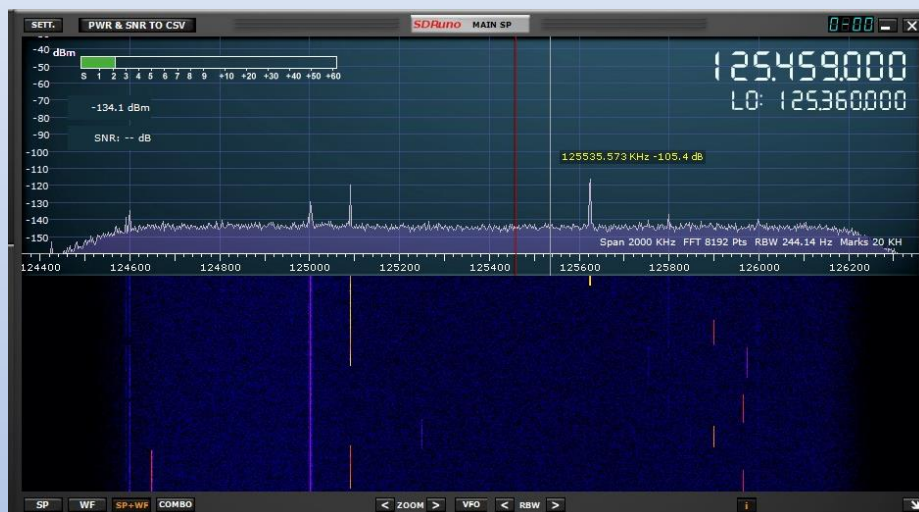 SETT. PWR & SNR TO CSV SDRuno MAIN SP 0-00
dBm
-40
-50
-60
-70
-80
-90
-100
-110
-120
-130
-140
-150
S 1 2 3 4 5 6 7 8 9 +10 +20 +30 +40 +50 +60
125.459.000
LO: 125.360.000
-134.1 dBm
SNR: -- dB
125535.573 KHz -105.4 dB
Span 2000 KHz FFT 8192 Pts RBW 244.14 Hz Marks 20 KH
124400 124600 124800 125000 125200 125400 125600 125800 126000 126200
SP WF SP+WF COMBO < ZOOM > VFO < RBW > i